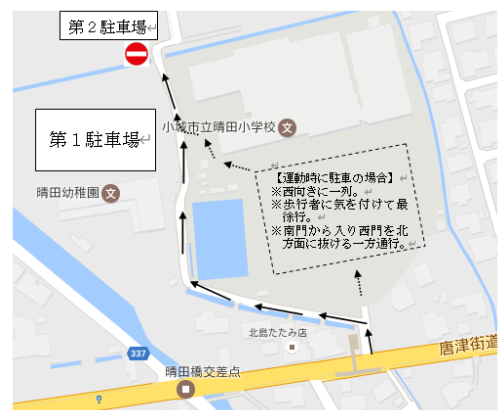 第２駐車場
小城市立晴田小学校
第１駐車場
晴田幼稚園
【運動時に駐車の場合】
※西向きに一列。
※歩行者に気を付けて最
徐行。
※南門から入り西門を北
方面に抜ける一方通行。
北島たたみ店
唐津街道
337
晴田橋交差点